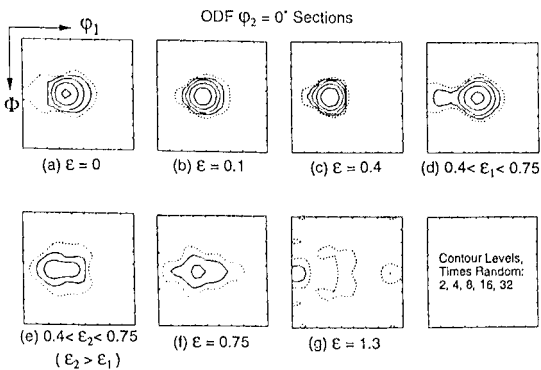 ODF φ2 = 0° Sections
φ1
Φ
(a) ε = 0
(b) ε = 0.1
(c) ε = 0.4
(d) 0.4< ε1 < 0.75
Contour Levels,
Times Random:
2, 4, 8, 16, 32
(e) 0.4< ε2< 0.75
( ε2 > ε1 )
(f) ε = 0.75
(g) ε = 1.3